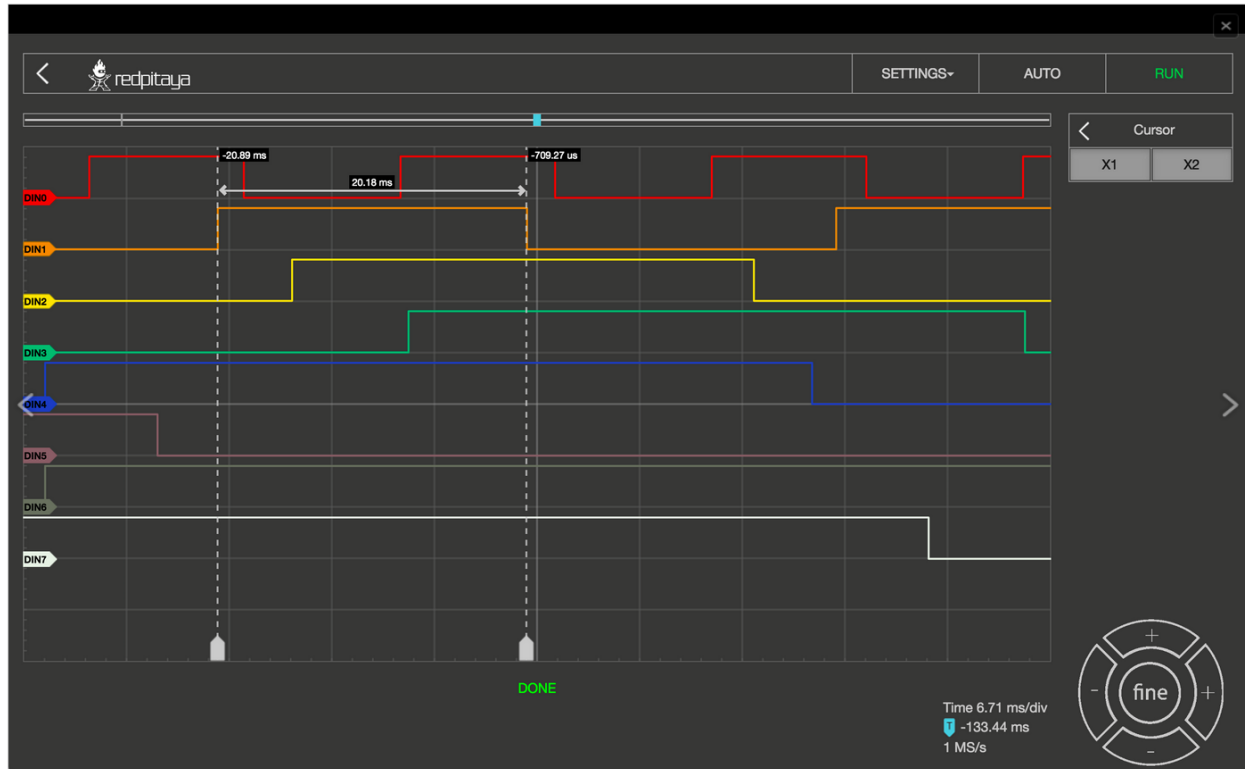 redpitaya
SETTINGS
AUTO
RUN
Cursor
X1
X2
-20.89 ms
-709.27 us
20.18 ms
DIN0
DIN1
DIN2
DIN3
DIN4
DIN5
DIN6
DIN7
DONE
Time 6.71 ms/div
T -133.44 ms
1 MS/s
+
- fine +
-